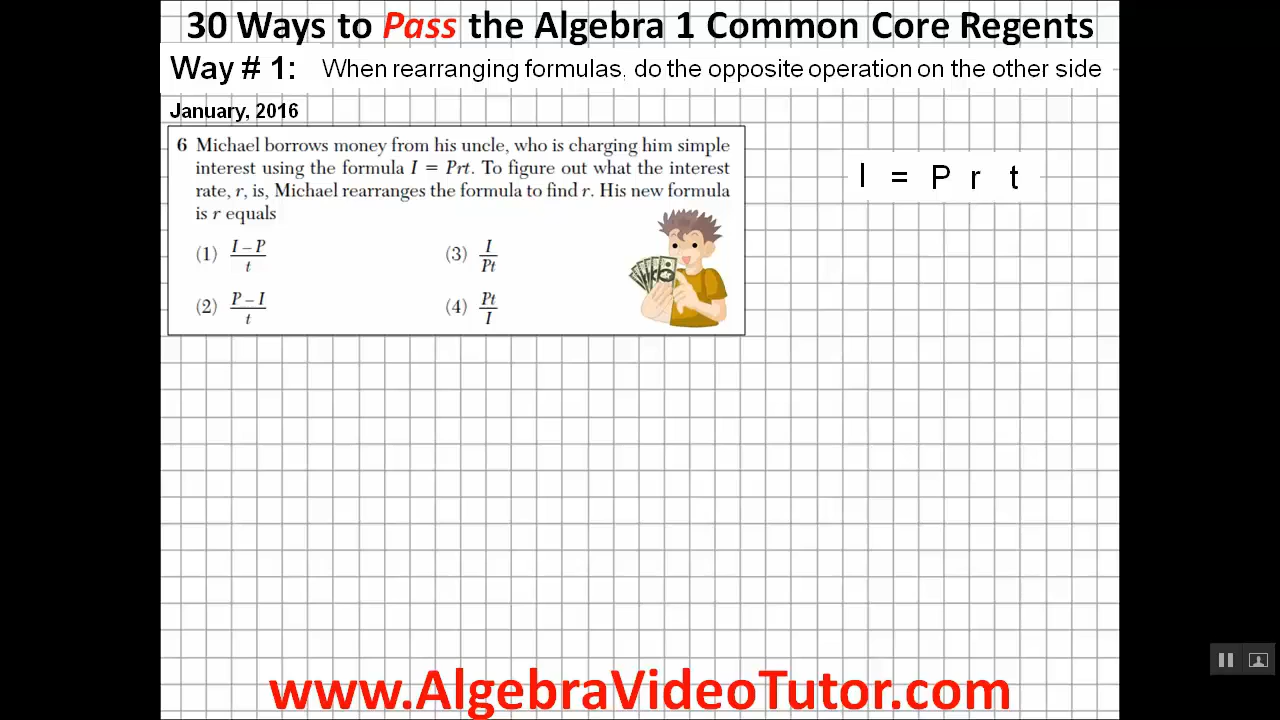 30 Ways to Pass the Algebra 1 Common Core Regents
Way # 1: When rearranging formulas, do the opposite operation on the other side
January, 2016
6 Michael borrows money from his uncle, who is charging him simple
interest using the formula I = Prt. To figure out what the interest
rate, r, is, Michael rearranges the formula to find r. His new formula
is r equals
(1) I – P / t (3) I / Pt
(2) P – I / t (4) Pt / I
I = P r t
www.AlgebraVideoTutor.com